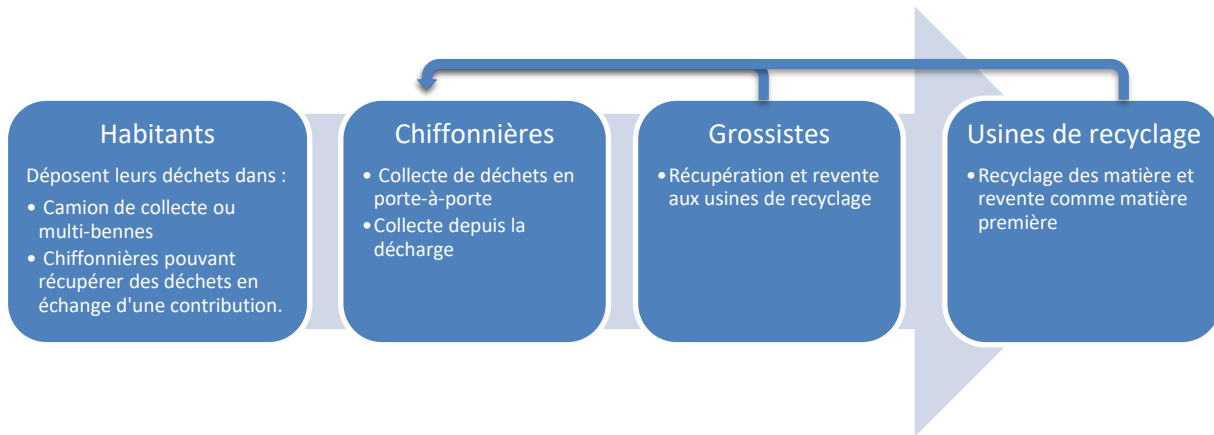 Habitants
Déposent leurs déchets dans :
• Camion de collecte ou
multi-bennes
• Chiffonnières pouvant
récupérer des déchets en
échange d'une contribution.
Chiffonnières
• Collecte de déchets en
porte-à-porte
•Collecte depuis la
décharge
Grossistes
•Récupération et revente
aux usines de recyclage
Usines de recyclage
•Recyclage des matière et
revente comme matière
première